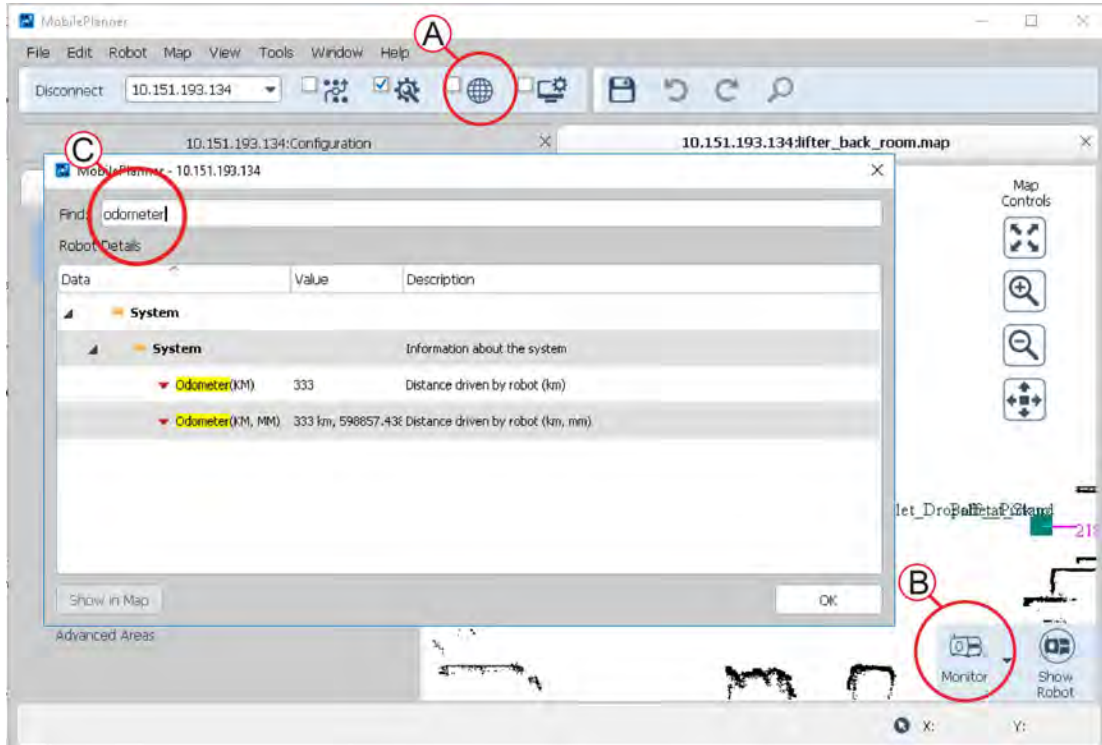 MobilePlanner
File Edit Robot Map View Tools Window Help
A
Disconnect 10.151.193.134
10.151.193.134:Configuration
10.151.193.134:lifter_back_room.map
C
MobilePlanner - 10.151.193.134
Find: odometer
Robot Details
Data Value Description
System
System Information about the system
Odometer(KM) 333 Distance driven by robot (km)
Odometer(KM, MM) 333 km, 598857.438 Distance driven by robot (km, mm)
Show in Map
OK
Map
Controls
218
B
Advanced Areas
Monitor
Show
Robot
X: Y: